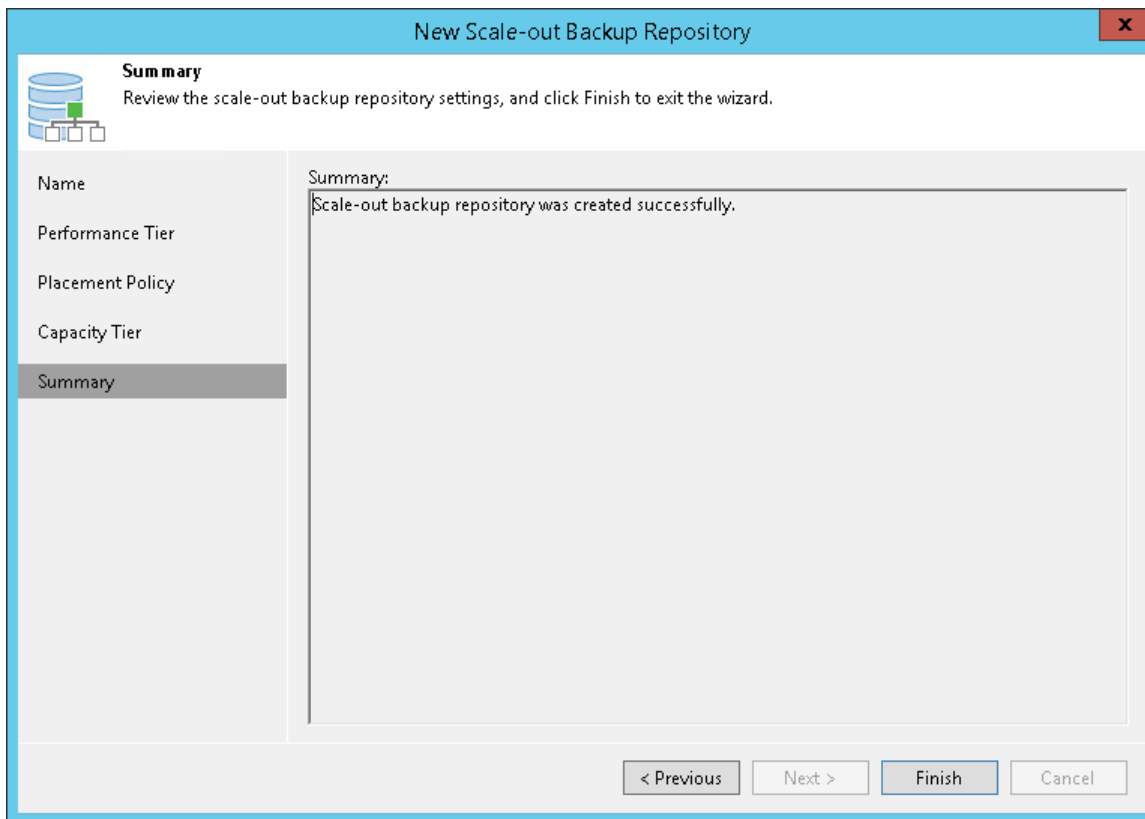 New Scale-out Backup Repository
x
Summary
Review the scale-out backup repository settings, and click Finish to exit the wizard.
Name
Performance Tier
Placement Policy
Capacity Tier
Summary
Summary:
Scale-out backup repository was created successfully.
< Previous
Next >
Finish
Cancel